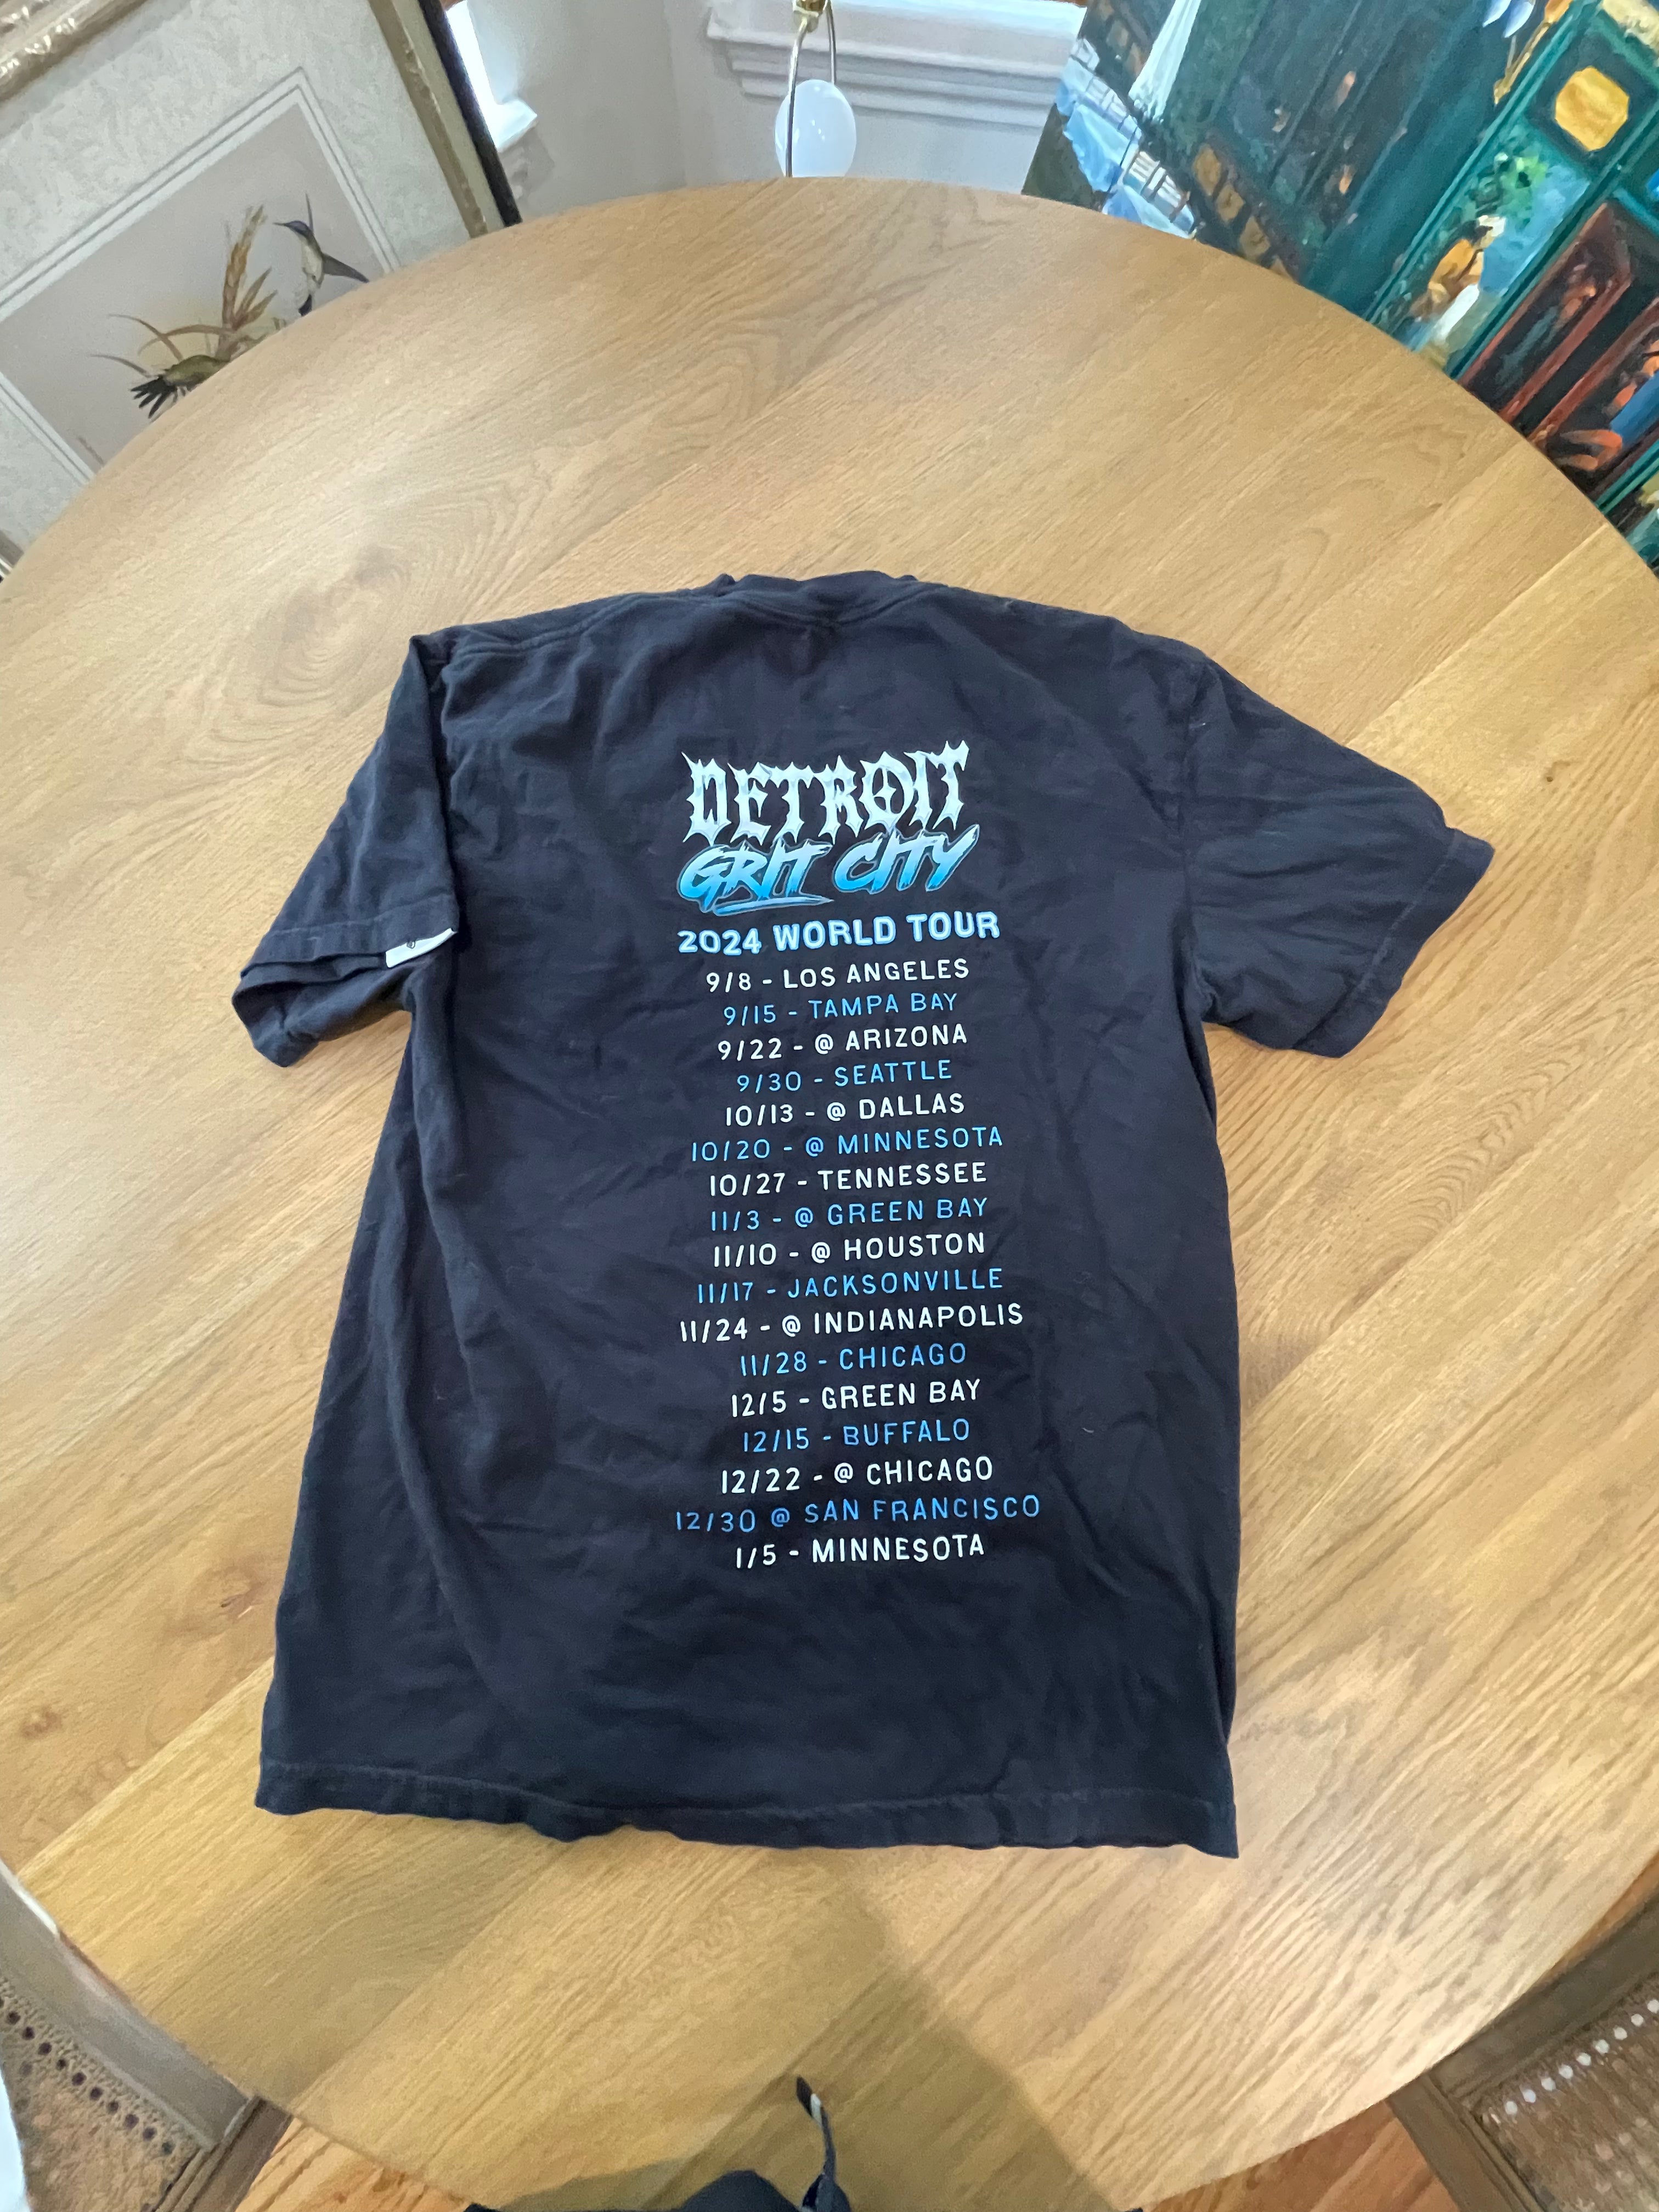 DETROIT
GRIT CITY
2024 WORLD TOUR
9/8 - LOS ANGELES
9/15 - TAMPA BAY
9/22 - @ ARIZONA
9/30 - SEATTLE
10/13 - @ DALLAS
10/20 - @ MINNESOTA
10/27 - TENNESSEE
11/3 - @ GREEN BAY
11/10 - @ HOUSTON
11/17 - JACKSONVILLE
11/24 - @ INDIANAPOLIS
11/28 - CHICAGO
12/5 - GREEN BAY
12/15 - BUFFALO
12/22 - @ CHICAGO
12/30 @ SAN FRANCISCO
1/5 - MINNESOTA